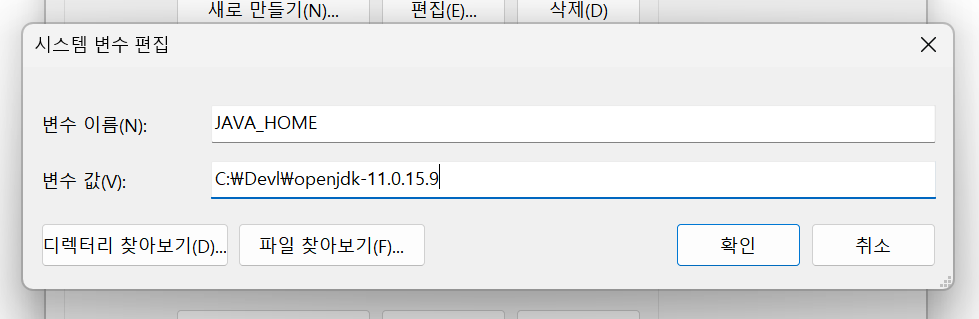 새로 만들기(N)... 편집(E)... 삭제(D)
시스템 변수 편집
변수 이름(N): JAVA_HOME
변수 값(V): C:₩Devl₩openjdk-11.0.15.9
디렉터리 찾아보기(D)... 파일 찾아보기(F)... 확인 취소